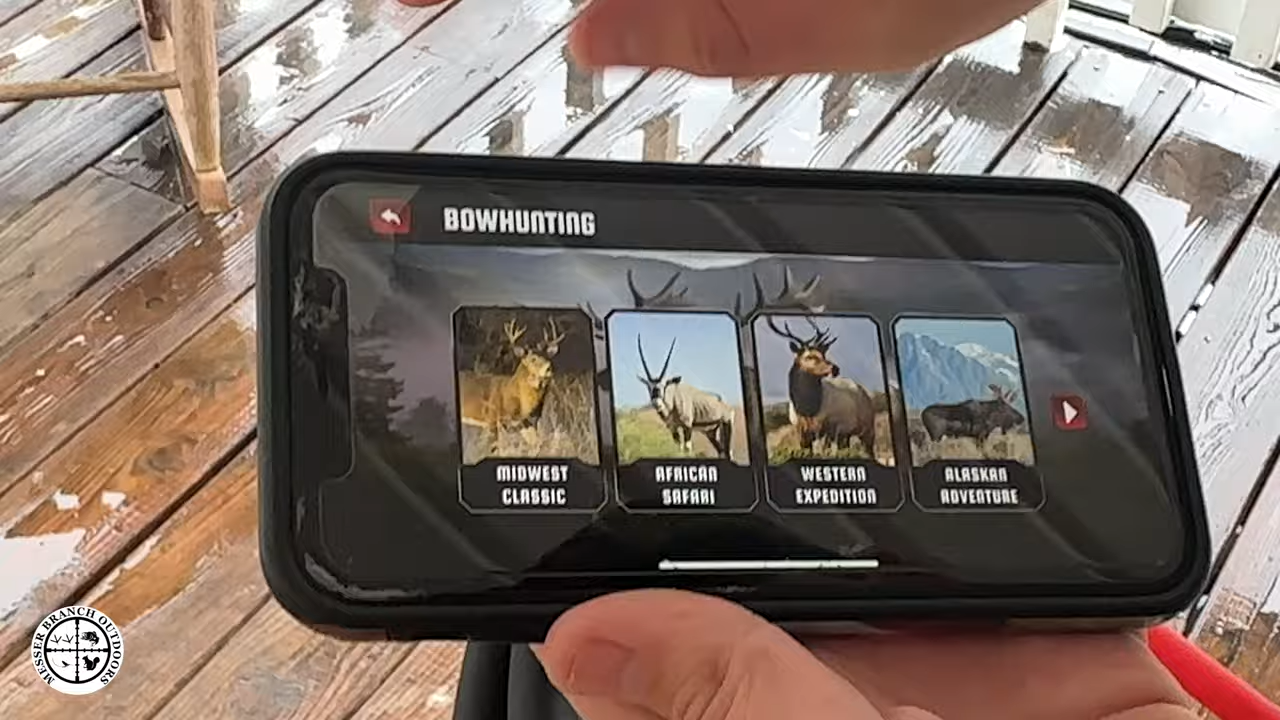 BOWHUNTING
MIDWEST
CLASSIC
AFRICAN
SAFARI
WESTERN
EXPEDITION
ALASKAN
ADVENTURE
MESSER BRANCH OUTDOORS